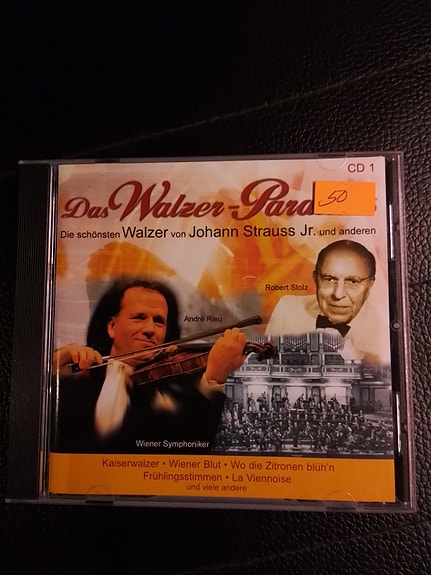 CD 1
Das Walzer-Para
50
Die schönsten Walzer von Johann Strauss Jr. und anderen
Robert Stolz
André Rieu
Wiener Symphoniker
Kaiserwalzer • Wiener Blut • Wo die Zitronen blüh'n
Frühlingsstimmen • La Viennoise
und viele andere